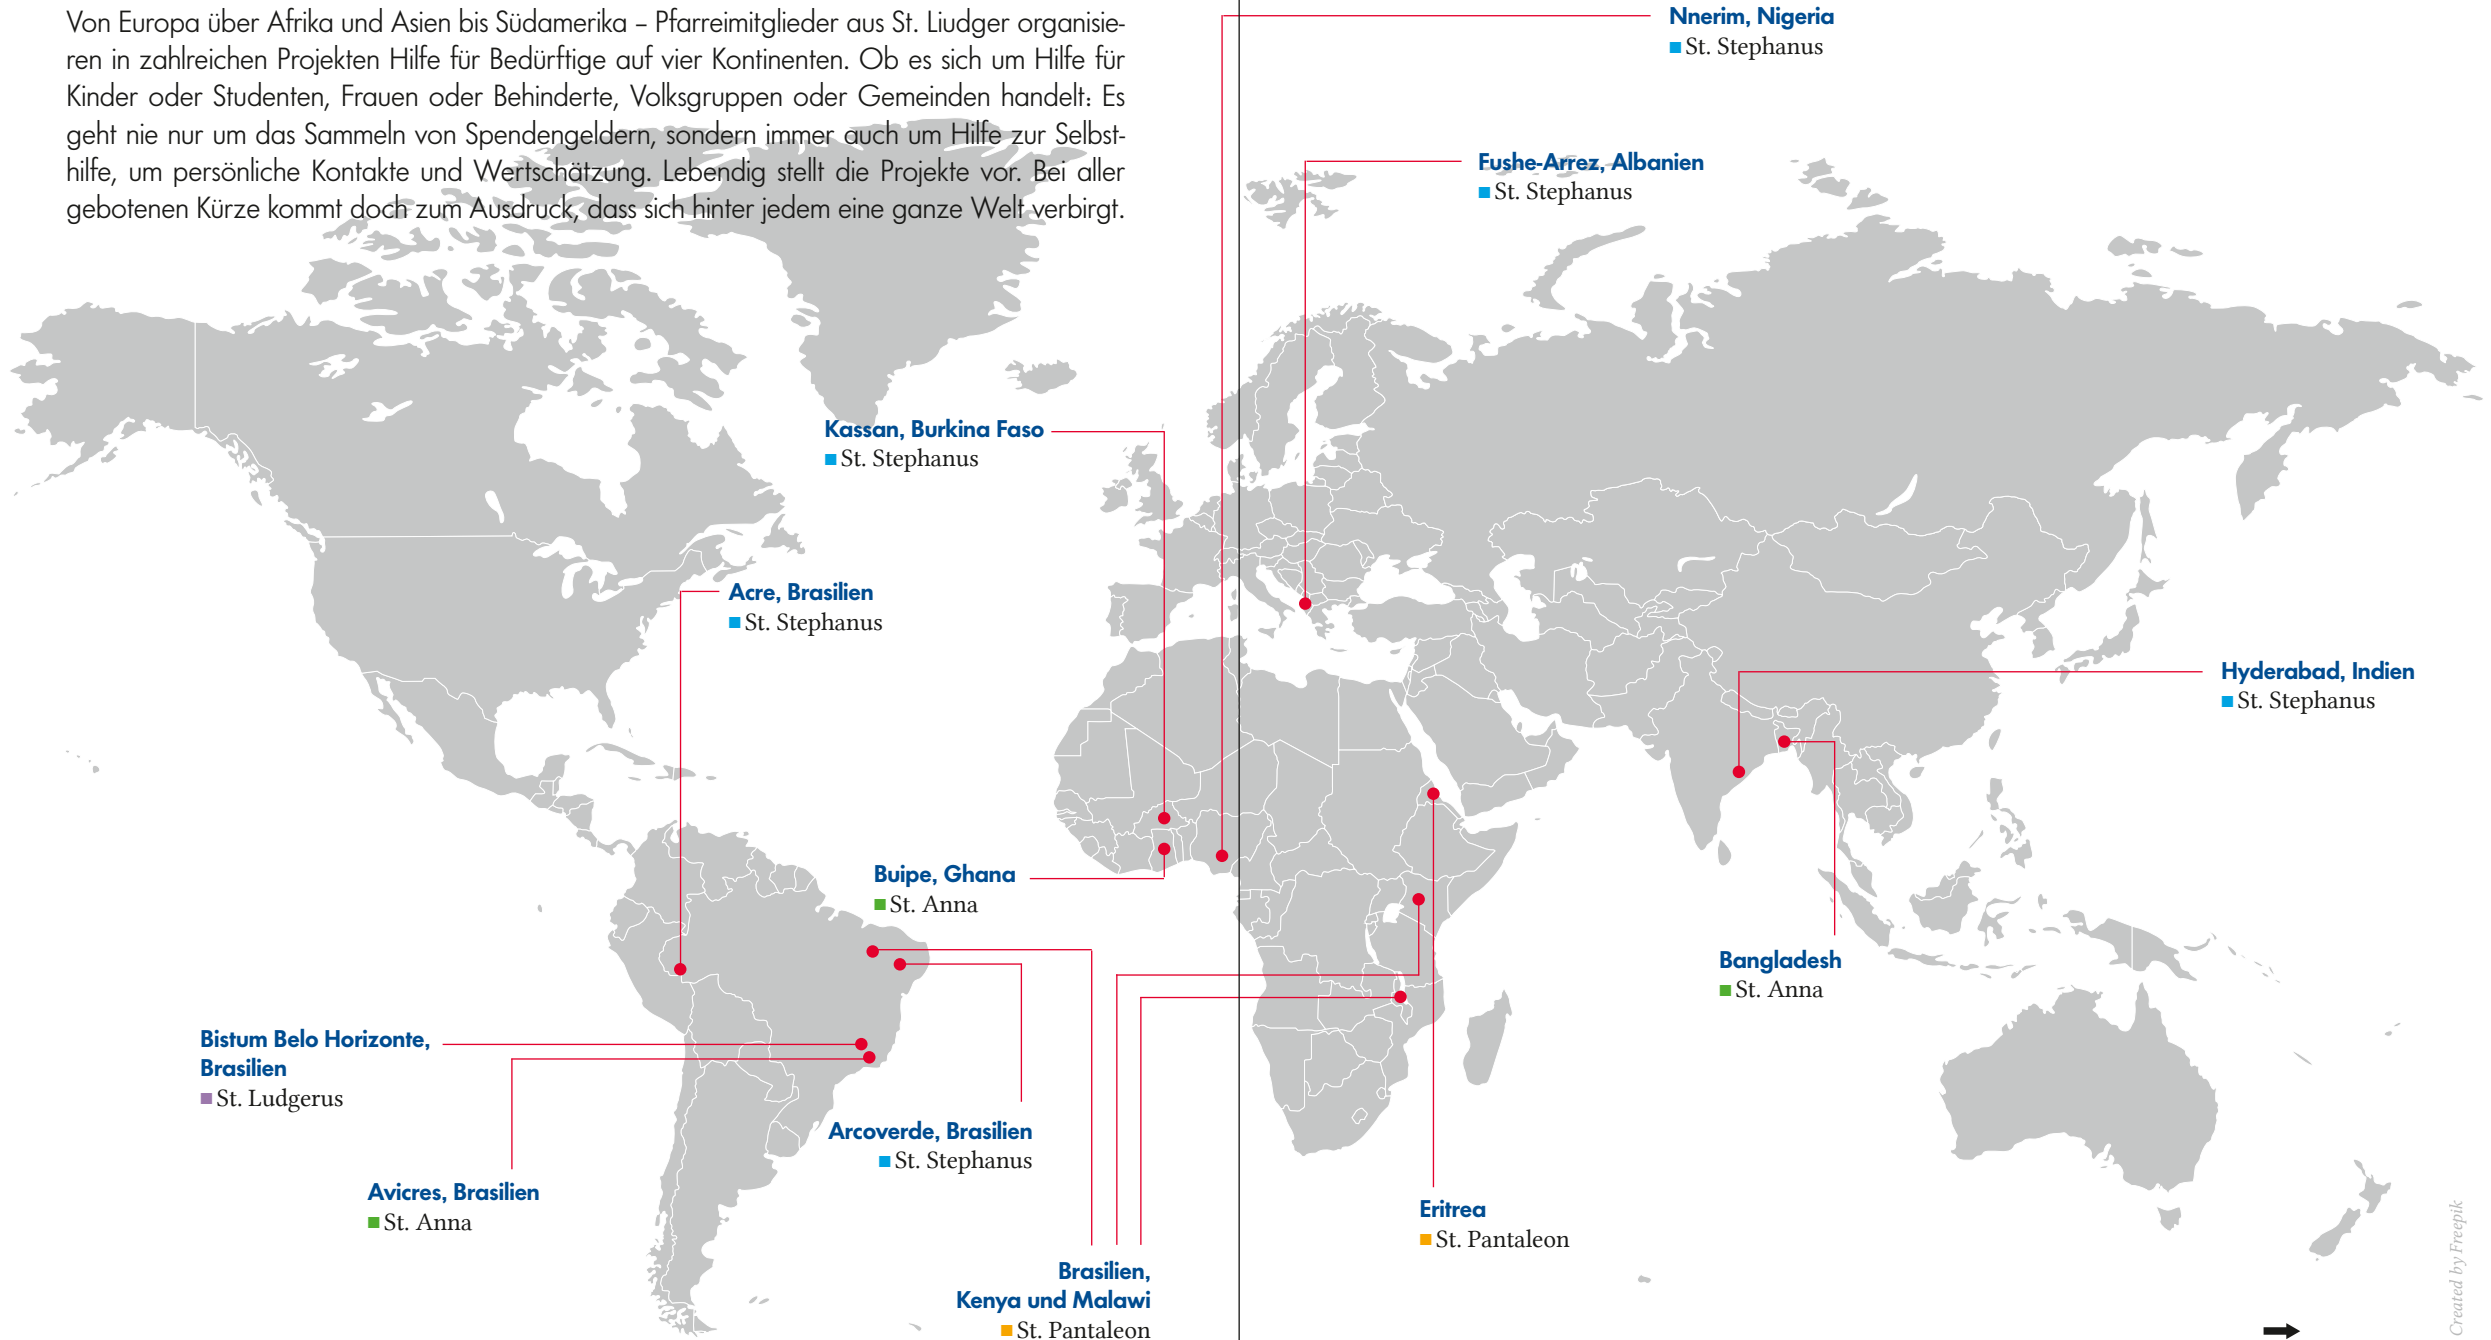 Von Europa über Afrika und Asien bis Südamerika – Pfarreimitglieder aus St. Liudger organisie-
ren in zahlreichen Projekten Hilfe für Bedürftige auf vier Kontinenten. Ob es sich um Hilfe für
Kinder oder Studenten, Frauen oder Behinderte, Volksgruppen oder Gemeinden handelt: Es
geht nie nur um das Sammeln von Spendengeldern, sondern immer auch um Hilfe zur Selbst-
hilfe, um persönliche Kontakte und Wertschätzung. Lebendig stellt die Projekte vor. Bei aller
gebotenen Kürze kommt doch zum Ausdruck, dass sich hinter jedem eine ganze Welt verbirgt.
Nnerim, Nigeria
St. Stephanus
Fushe-Arrez, Albanien
St. Stephanus
Kassan, Burkina Faso
St. Stephanus
Acre, Brasilien
St. Stephanus
Hyderabad, Indien
St. Stephanus
Buipe, Ghana
St. Anna
Bangladesh
St. Anna
Bistum Belo Horizonte,
Brasilien
St. Ludgerus
Arcoverde, Brasilien
St. Stephanus
Avicres, Brasilien
St. Anna
Eritrea
St. Pantaleon
Brasilien,
Kenya und Malawi
St. Pantaleon
Created by Freepik